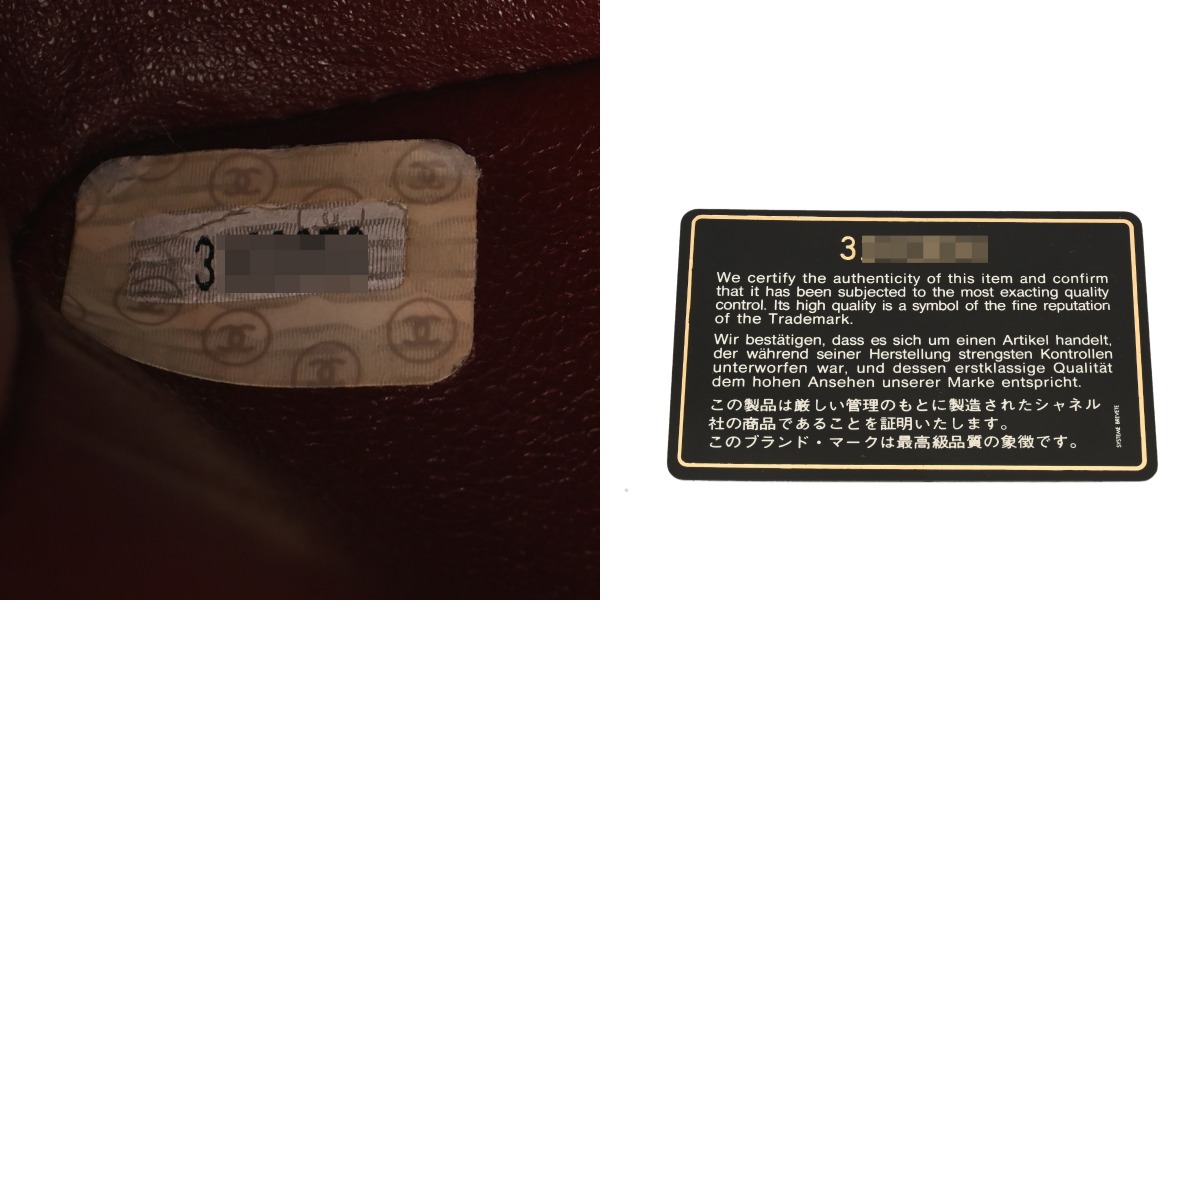 3
3
We certify the authenticity of this item and confirm
that it has been subjected to the most exacting quality
control. Its high quality is a symbol of the fine reputation
of the Trademark.
Wir bestätigen, dass es sich um einen Artikel handelt,
der während seiner Herstellung strengsten Kontrollen
unterworfen war, und dessen erstklassige Qualität
dem hohen Ansehen unserer Marke entspricht.
この製品は厳しい管理のもとに製造されたシャネル
社の商品であることを証明いたします。
このブランド・マークは最高級品質の象徴です。
SYSTEME BREVETE